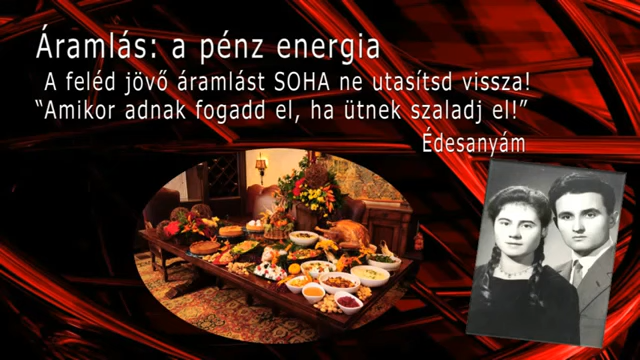 Áramlás: a pénz energia
A feléd jövő áramlást SOHA ne utasítsd vissza!
“Amikor adnak fogadd el, ha ütnek szaladj el!”
Édesanyám